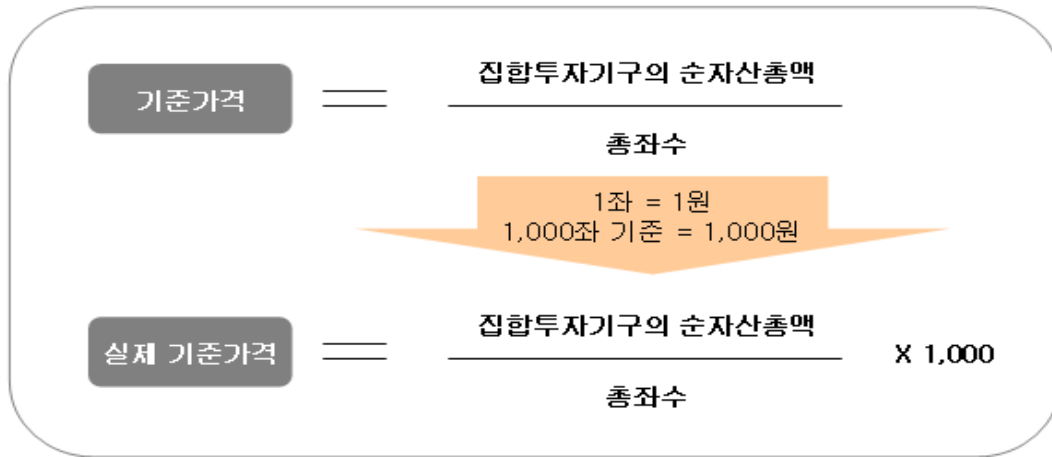 집합투자기구의 순자산총액
기준가격
총좌수
1좌 = 1원
1,000좌 기준 = 1,000원
집합투자기구의 순자산총액
실제 기준가격
X 1,000
총좌수